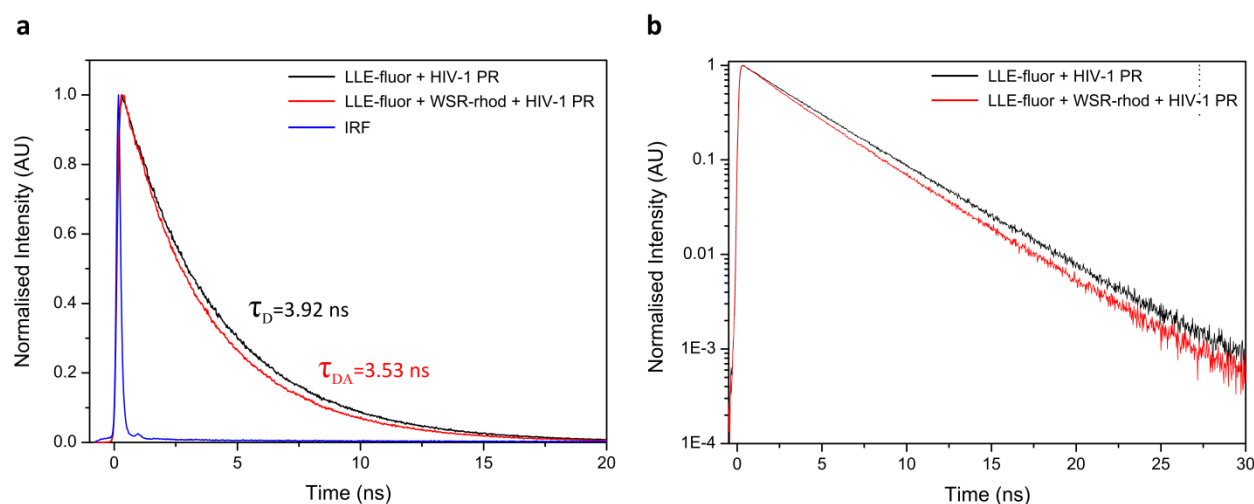 a
LLE-fluor + HIV-1 PR
LLE-fluor + WSR-rhod + HIV-1 PR
IRF
Normalised Intensity (AU)
1.0
0.8
0.6
0.4
0.2
0.0
τD=3.92 ns
τDA=3.53 ns
0 5 10 15 20
Time (ns)
b
LLE-fluor + HIV-1 PR
LLE-fluor + WSR-rhod + HIV-1 PR
Normalised Intensity (AU)
1
0.1
0.01
1E-3
1E-4
0 5 10 15 20 25 30
Time (ns)